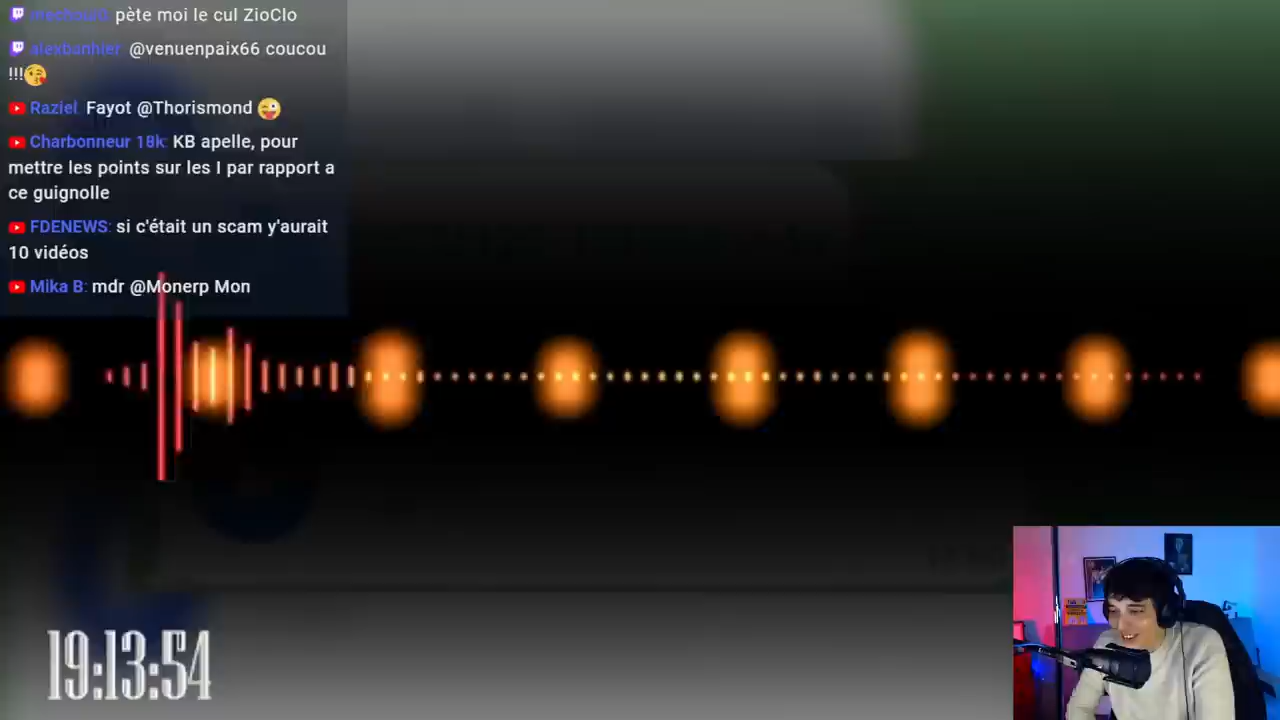 pète moi le cul ZioClo
alexbanhier: @venuenpaix66 coucou
!!!😘
Raziel: Fayot @Thorismond 😜
Charbonneur 18k: KB apelle, pour
mettre les points sur les I par rapport a
ce guignolle
FDENEWS: si c'était un scam y'aurait
10 vidéos
Mika B: mdr @Monerp Mon
19:13:54